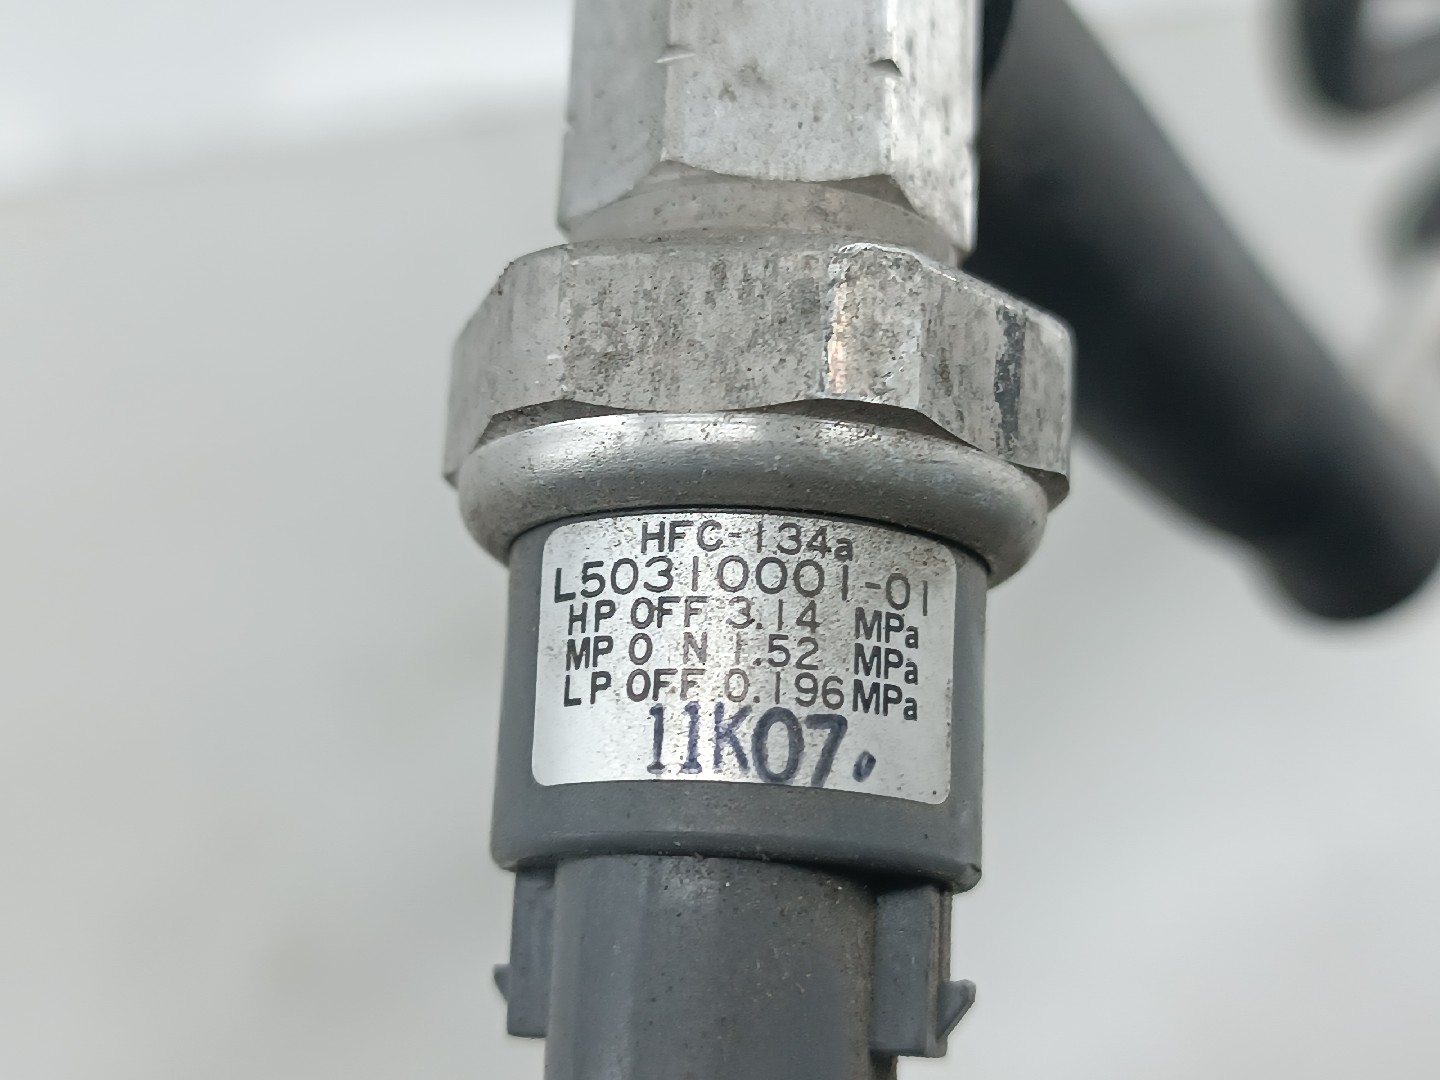 HFC-134a
L50310001-01
HP OFF 3.14 MPa
MP O N 1.52 MPa
LP OFF 0.196 MPa
11K07.